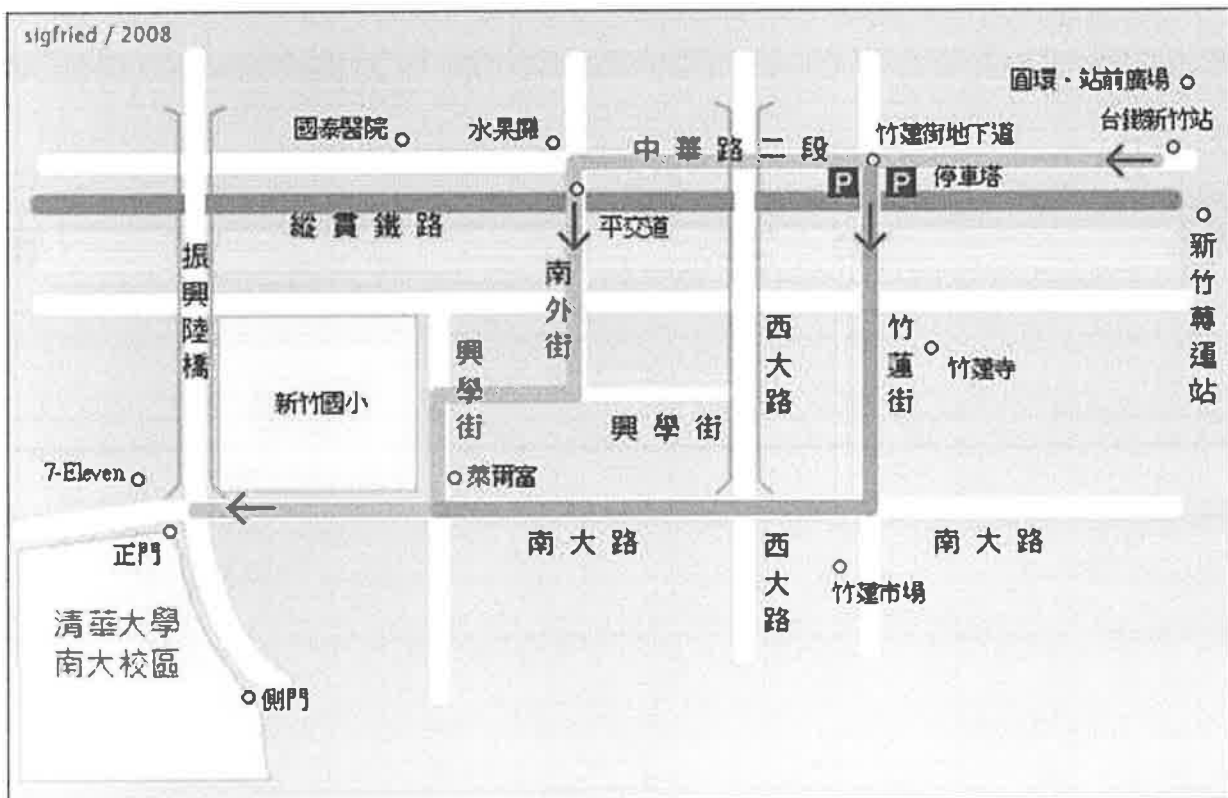 sigfried / 2008
圓環・站前廣場
台鐵新竹站
國泰醫院
水果攤
中華路二段
竹蓮街地下道
P
P
停車塔
縱貫鐵路
平交道
新竹轉運站
振興陸橋
南外街
興學街
西大路
竹蓮街
竹蓮寺
新竹國小
興學街
7-Eleven
萊爾富
正門
南大路
西大路
南大路
竹蓮市場
清華大學
南大校區
側門